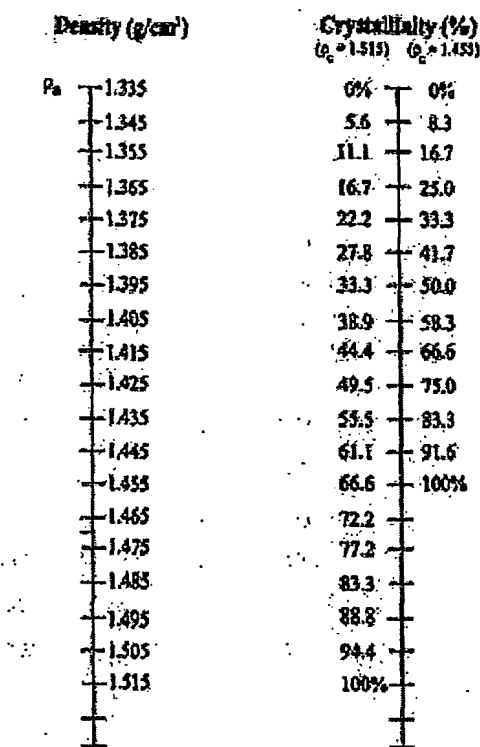 Density (g/cm³) Crystallinity (%)
(ρc = 1.515) (ρc = 1.455)
ρa 1.335 0% 0%
1.345 5.6 8.3
1.355 11.1 16.7
1.365 16.7 25.0
1.375 22.2 33.3
1.385 27.8 41.7
1.395 33.3 50.0
1.405 38.9 58.3
1.415 44.4 66.6
1.425 49.5 75.0
1.435 55.5 83.3
1.445 61.1 91.6
1.455 66.6 100%
1.465 72.2
1.475 77.2
1.485 83.3
1.495 88.8
1.505 94.4
1.515 100%